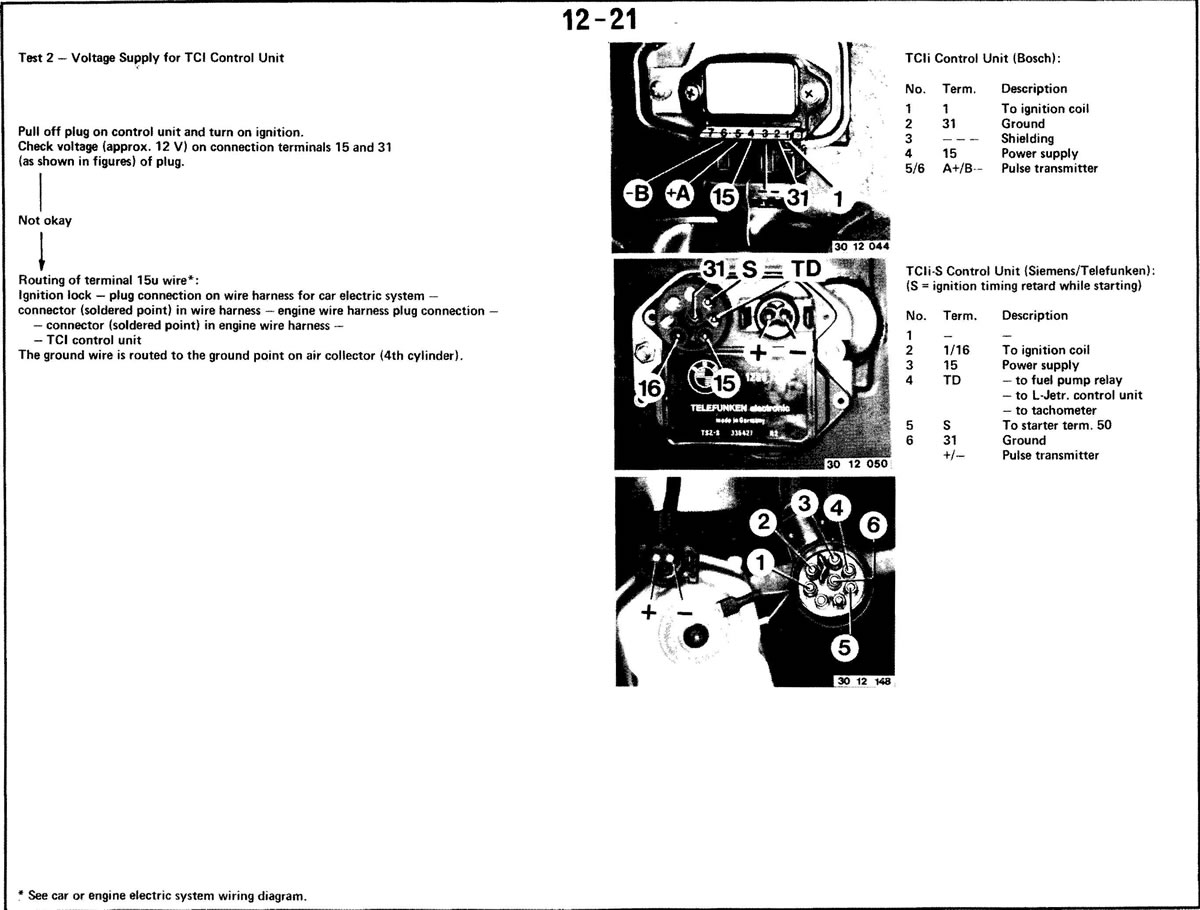 12-21
Test 2 — Voltage Supply for TCI Control Unit
Pull off plug on control unit and turn on ignition.
Check voltage (approx. 12 V) on connection terminals 15 and 31
(as shown in figures) of plug.
Not okay
Routing of terminal 15u wire*:
Ignition lock — plug connection on wire harness for car electric system —
connector (soldered point) in wire harness — engine wire harness plug connection —
— connector (soldered point) in engine wire harness —
— TCI control unit
The ground wire is routed to the ground point on air collector (4th cylinder).
7 6 5 4 3 2 1
-B +A 15 -- 31 1
30 12 044
TCIi Control Unit (Bosch):
No. Term. Description
1 1 To ignition coil
2 31 Ground
3 — — — Shielding
4 15 Power supply
5/6 A+/B-- Pulse transmitter
31 S TD
+ —
16 15
TELEFUNKEN electronic
made in Germany
TSZ-S 336421
30 12 050
TCIi-S Control Unit (Siemens/Telefunken):
(S = ignition timing retard while starting)
No. Term. Description
1 — —
2 1/16 To ignition coil
3 15 Power supply
4 TD — to fuel pump relay
— to L-Jetr. control unit
— to tachometer
5 S To starter term. 50
6 31 Ground
+/— Pulse transmitter
3 4
2 6
1
+ —
5
30 12 148
* See car or engine electric system wiring diagram.